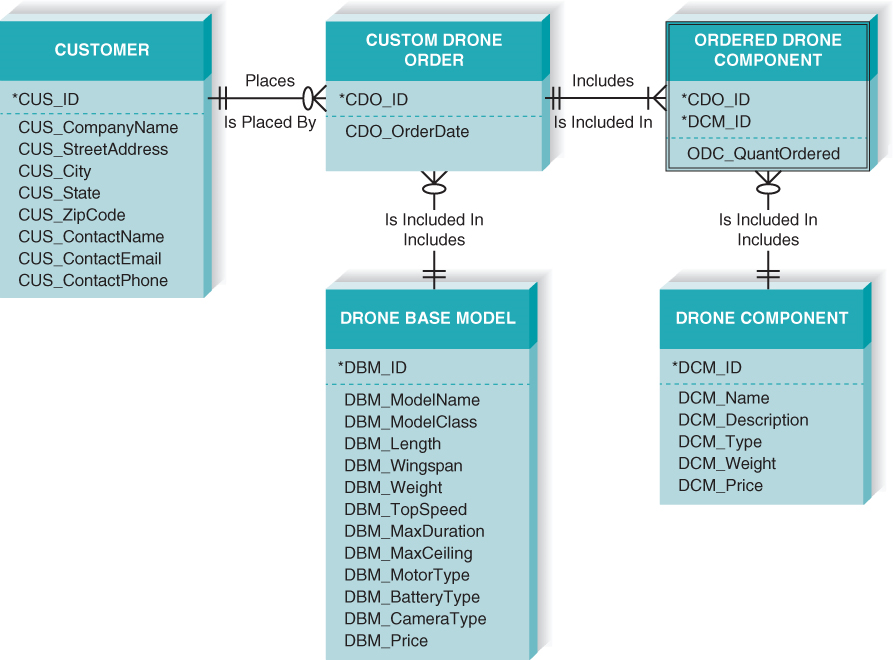 CUSTOMER
*CUS_ID
CUS_CompanyName
CUS_StreetAddress
CUS_City
CUS_State
CUS_ZipCode
CUS_ContactName
CUS_ContactEmail
CUS_ContactPhone
Places
Is Placed By
CUSTOM DRONE
ORDER
*CDO_ID
CDO_OrderDate
Includes
Is Included In
ORDERED DRONE
COMPONENT
*CDO_ID
*DCM_ID
ODC_QuantOrdered
Is Included In
Includes
Is Included In
Includes
DRONE BASE MODEL
*DBM_ID
DBM_ModelName
DBM_ModelClass
DBM_Length
DBM_Wingspan
DBM_Weight
DBM_TopSpeed
DBM_MaxDuration
DBM_MaxCeiling
DBM_MotorType
DBM_BatteryType
DBM_CameraType
DBM_Price
DRONE COMPONENT
*DCM_ID
DCM_Name
DCM_Description
DCM_Type
DCM_Weight
DCM_Price